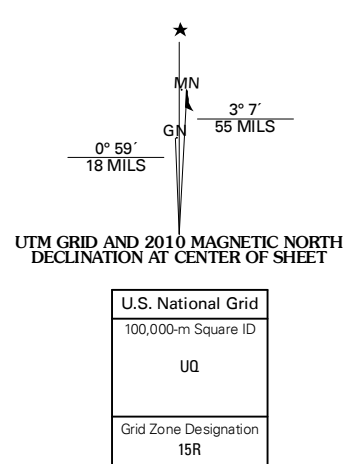 ★
MN
3° 7´
55 MILS
GN
0° 59´
18 MILS
UTM GRID AND 2010 MAGNETIC NORTH
DECLINATION AT CENTER OF SHEET
U.S. National Grid
100,000-m Square ID
UQ
Grid Zone Designation
15R